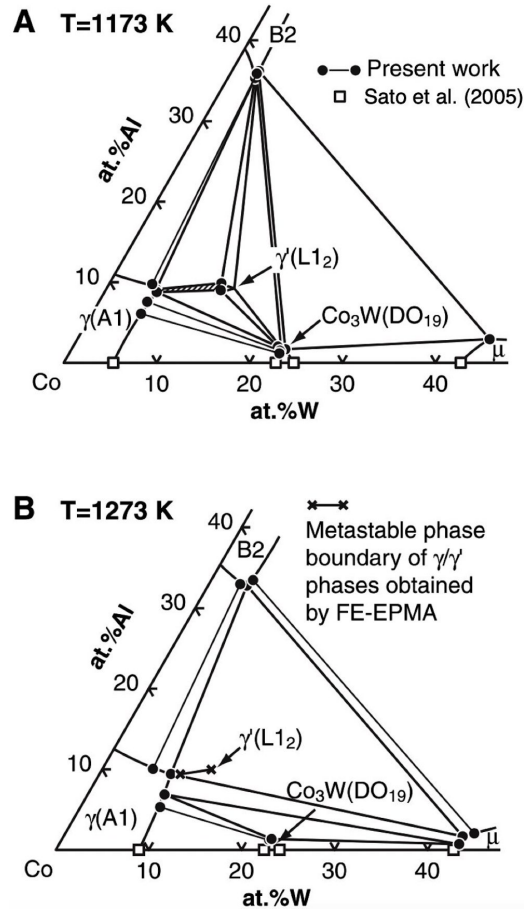 A T=1173 K
40
B2
Present work
Sato et al. (2005)
30
at.%Al
20
10
γ'(L1₂)
γ(A1)
Co₃W(DO₁₉)
μ
Co
10
20
30
40
at.%W
B T=1273 K
40
B2
Metastable phase
boundary of γ/γ'
phases obtained
by FE-EPMA
30
at.%Al
20
10
γ'(L1₂)
Co₃W(DO₁₉)
γ(A1)
μ
Co
10
20
30
40
at.%W